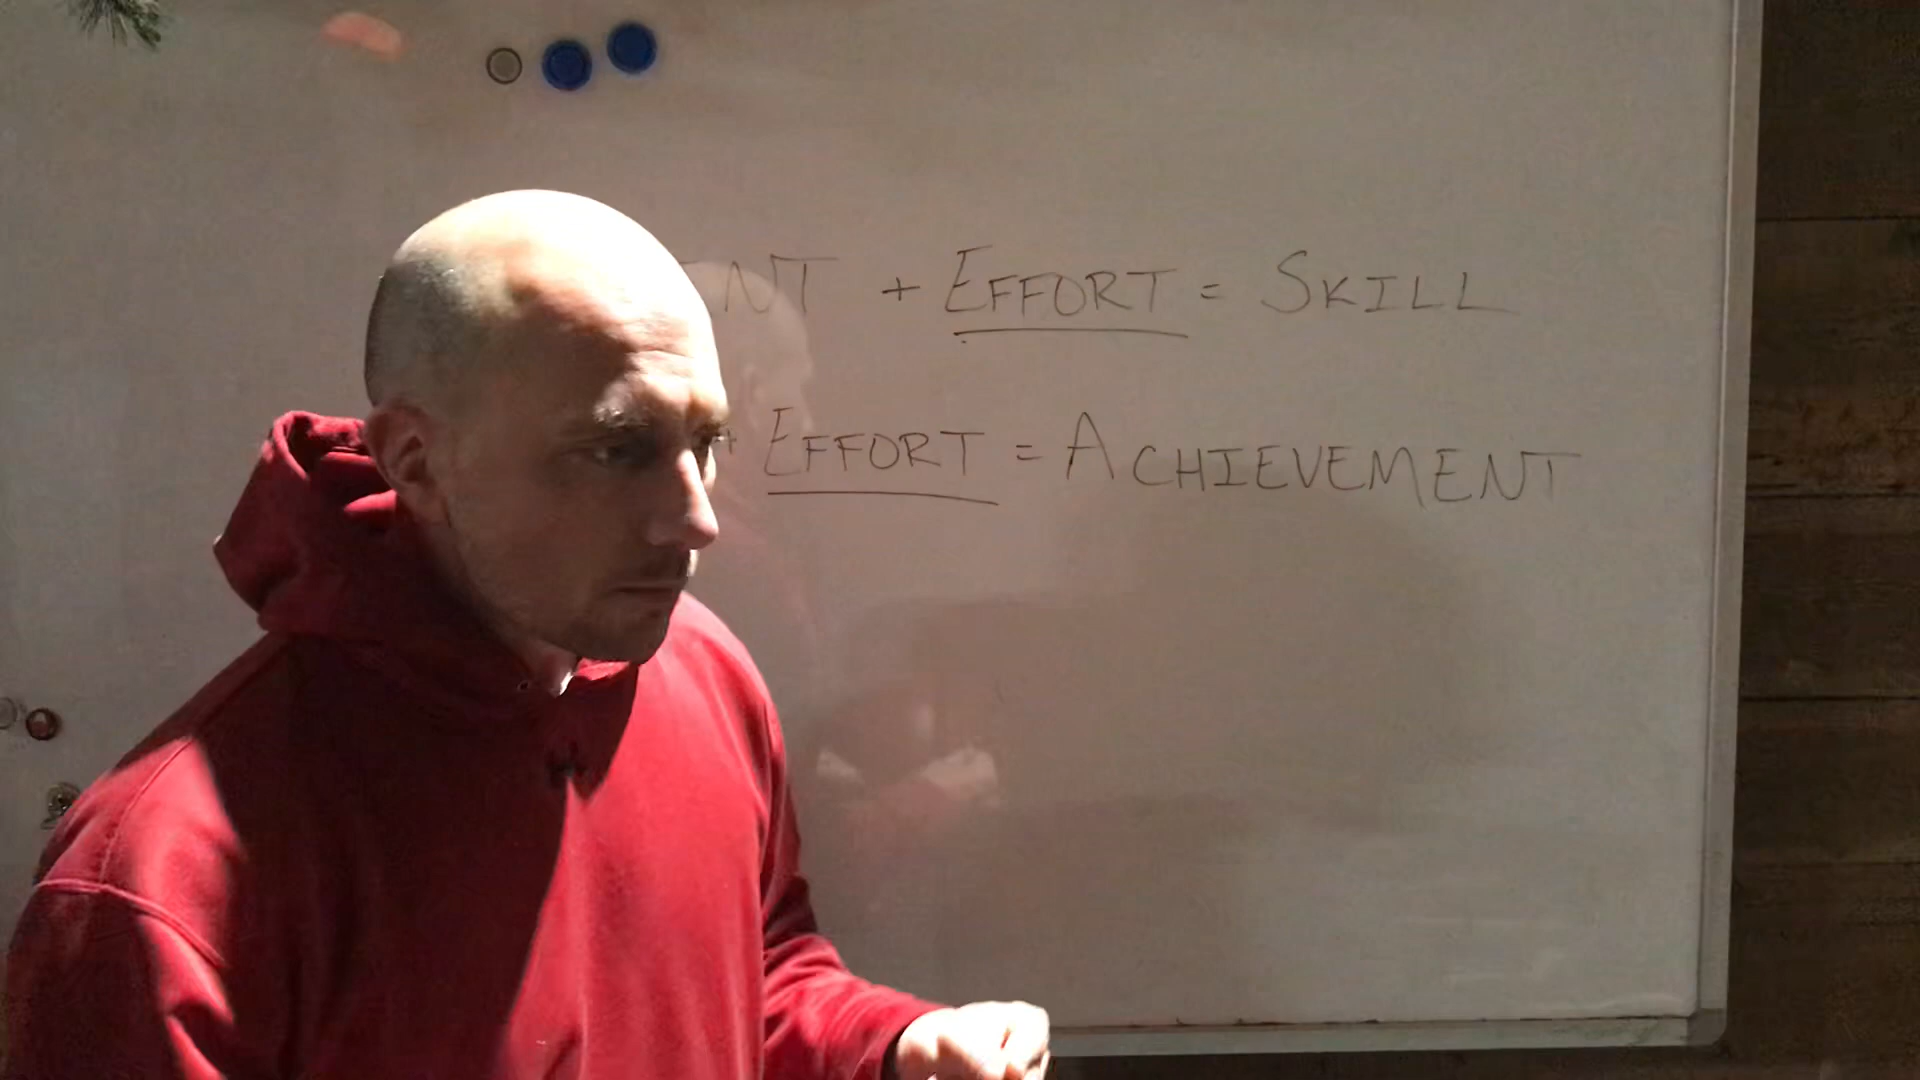 + EFFORT = SKILL
+ EFFORT = ACHIEVEMENT